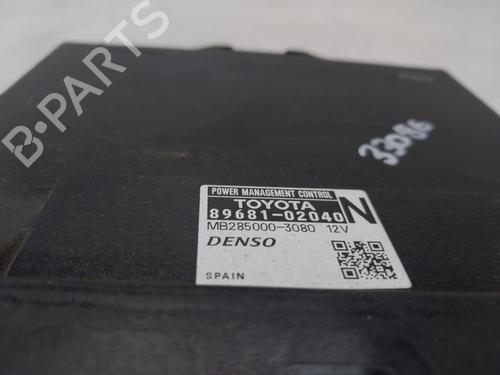 B-PARTS
33086
POWER MANAGEMENT CONTROL
TOYOTA
89681-02040 N
MB285000-3080 12V
DENSO
SPAIN